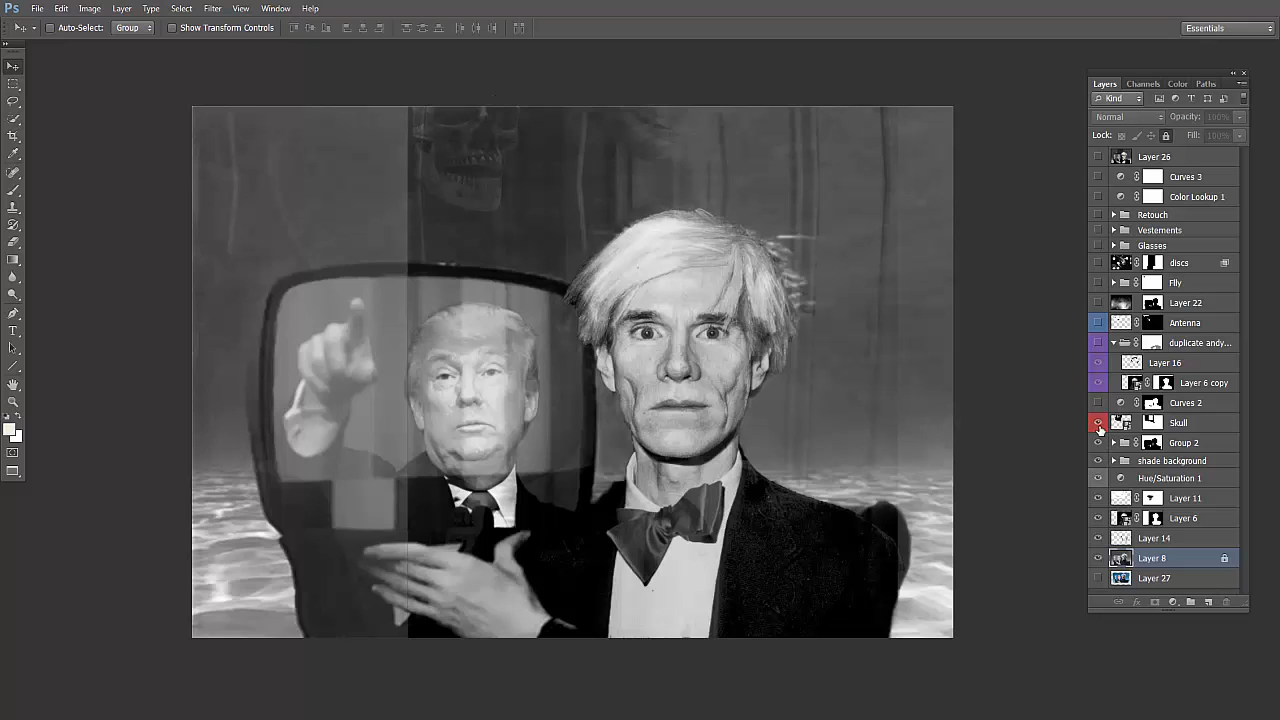 Ps File Edit Image Layer Type Select Filter View Window Help
Auto-Select: Group Show Transform Controls Essentials
Layers Channels Color Paths
Kind
Normal Opacity: 100%
Lock: Fill: 100%
Layer 26
Curves 3
Color Lookup 1
Retouch
Vestements
Glasses
discs
Layer 22
Antenna
duplicate andy...
Layer 16
Layer 6 copy
Curves 2
Skull
Group 2
shade background
Hue/Saturation 1
Layer 11
Layer 6
Layer 14
Layer 8
Layer 27